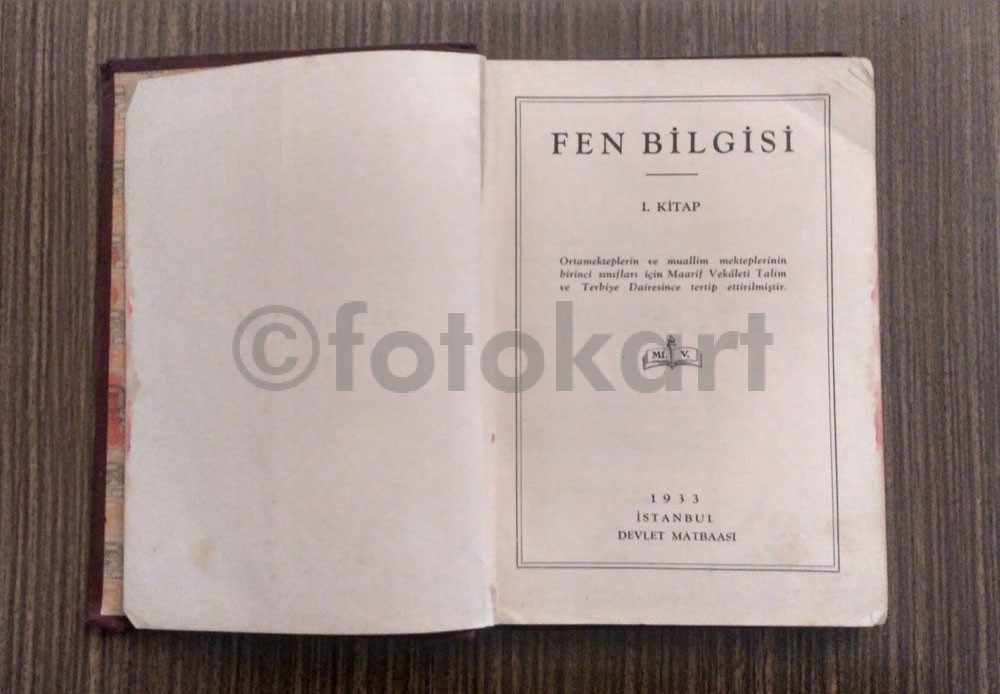 FEN BİLGİSİ
I. KİTAP
Ortamekteplerin ve muallim mekteplerinin
birinci sınıfları için Maarif Vekâleti Talim
ve Terbiye Dairesince tertip ettirilmiştir.
©fotokart
Mf. V.
1933
İSTANBUL
DEVLET MATBAASI